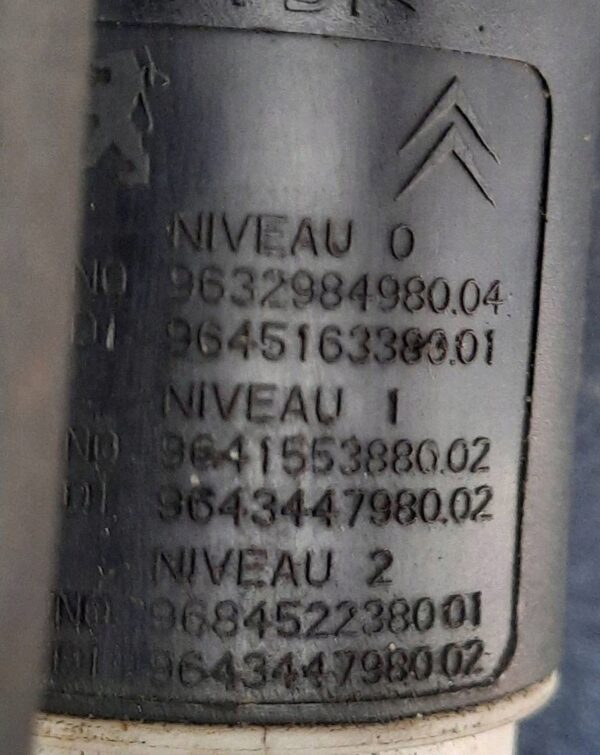 NIVEAU 0
NO 9632984980.04
DI 9645163380.01
NIVEAU 1
NO 9641553880.02
DI 9643447980.02
NIVEAU 2
NO 9684522380 01
DI 9643447980 02